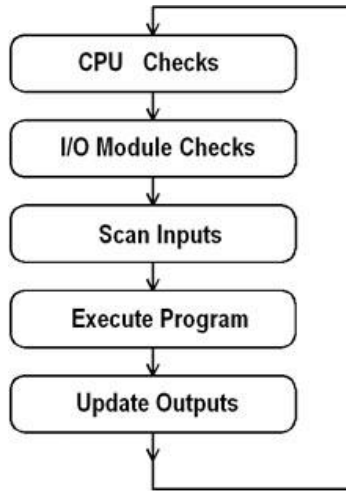 CPU Checks
I/O Module Checks
Scan Inputs
Execute Program
Update Outputs